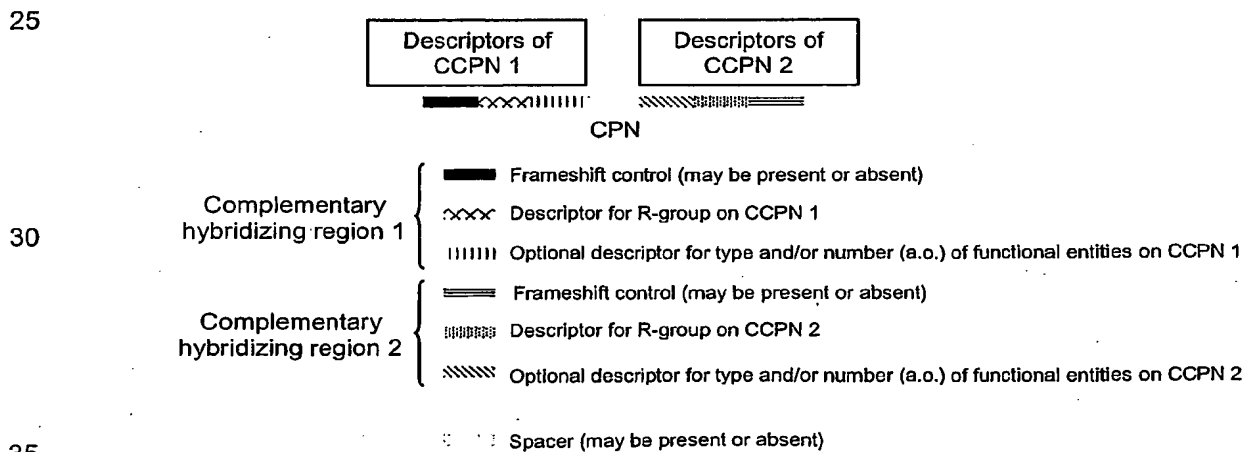 25
Descriptors of
CCPN 1
Descriptors of
CCPN 2
CPN
Complementary
hybridizing region 1
Frameshift control (may be present or absent)
Descriptor for R-group on CCPN 1
30
Optional descriptor for type and/or number (a.o.) of functional entities on CCPN 1
Complementary
hybridizing region 2
Frameshift control (may be present or absent)
Descriptor for R-group on CCPN 2
Optional descriptor for type and/or number (a.o.) of functional entities on CCPN 2
Spacer (may be present or absent)
35